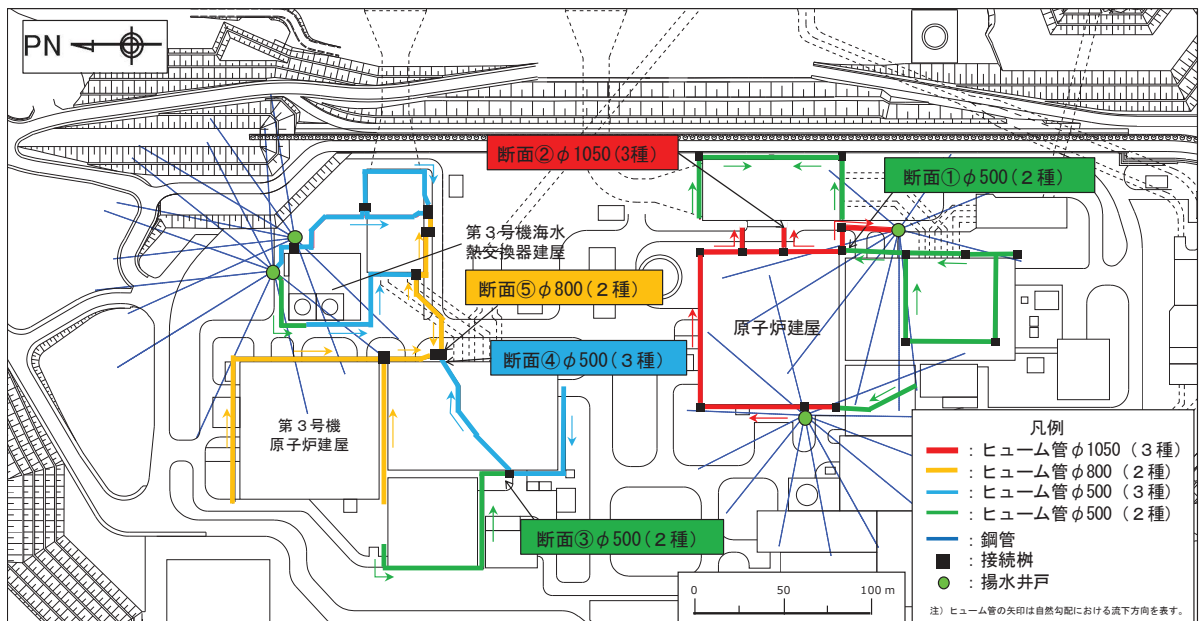 PN
断面②φ1050(3種)
断面①φ500(2種)
第3号機海水
熱交換器建屋
断面⑤φ800(2種)
原子炉建屋
断面④φ500(3種)
第3号機
原子炉建屋
断面③φ500(2種)
凡例
:ヒューム管φ1050(3種)
:ヒューム管φ800(2種)
:ヒューム管φ500(3種)
:ヒューム管φ500(2種)
:鋼管
:接続桝
:揚水井戸
注)ヒューム管の矢印は自然勾配における流下方向を表す。
0 50 100m